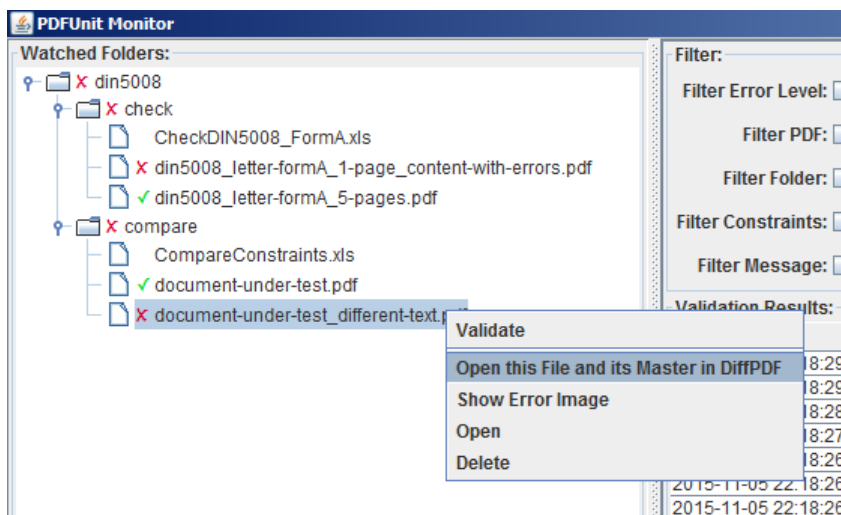 PDFUnit Monitor
Watched Folders:
din5008
check
CheckDIN5008_FormA.xls
din5008_letter-formA_1-page_content-with-errors.pdf
din5008_letter-formA_5-pages.pdf
compare
CompareConstraints.xls
document-under-test.pdf
document-under-test_different-text.pdf
Validate
Open this File and its Master in DiffPDF
Show Error Image
Open
Delete
Filter:
Filter Error Level:
Filter PDF:
Filter Folder:
Filter Constraints:
Filter Message:
Validation Results:
18:29
18:29
18:28
18:27
18:26
2015-11-05 22:18:26
2015-11-05 22:18:26